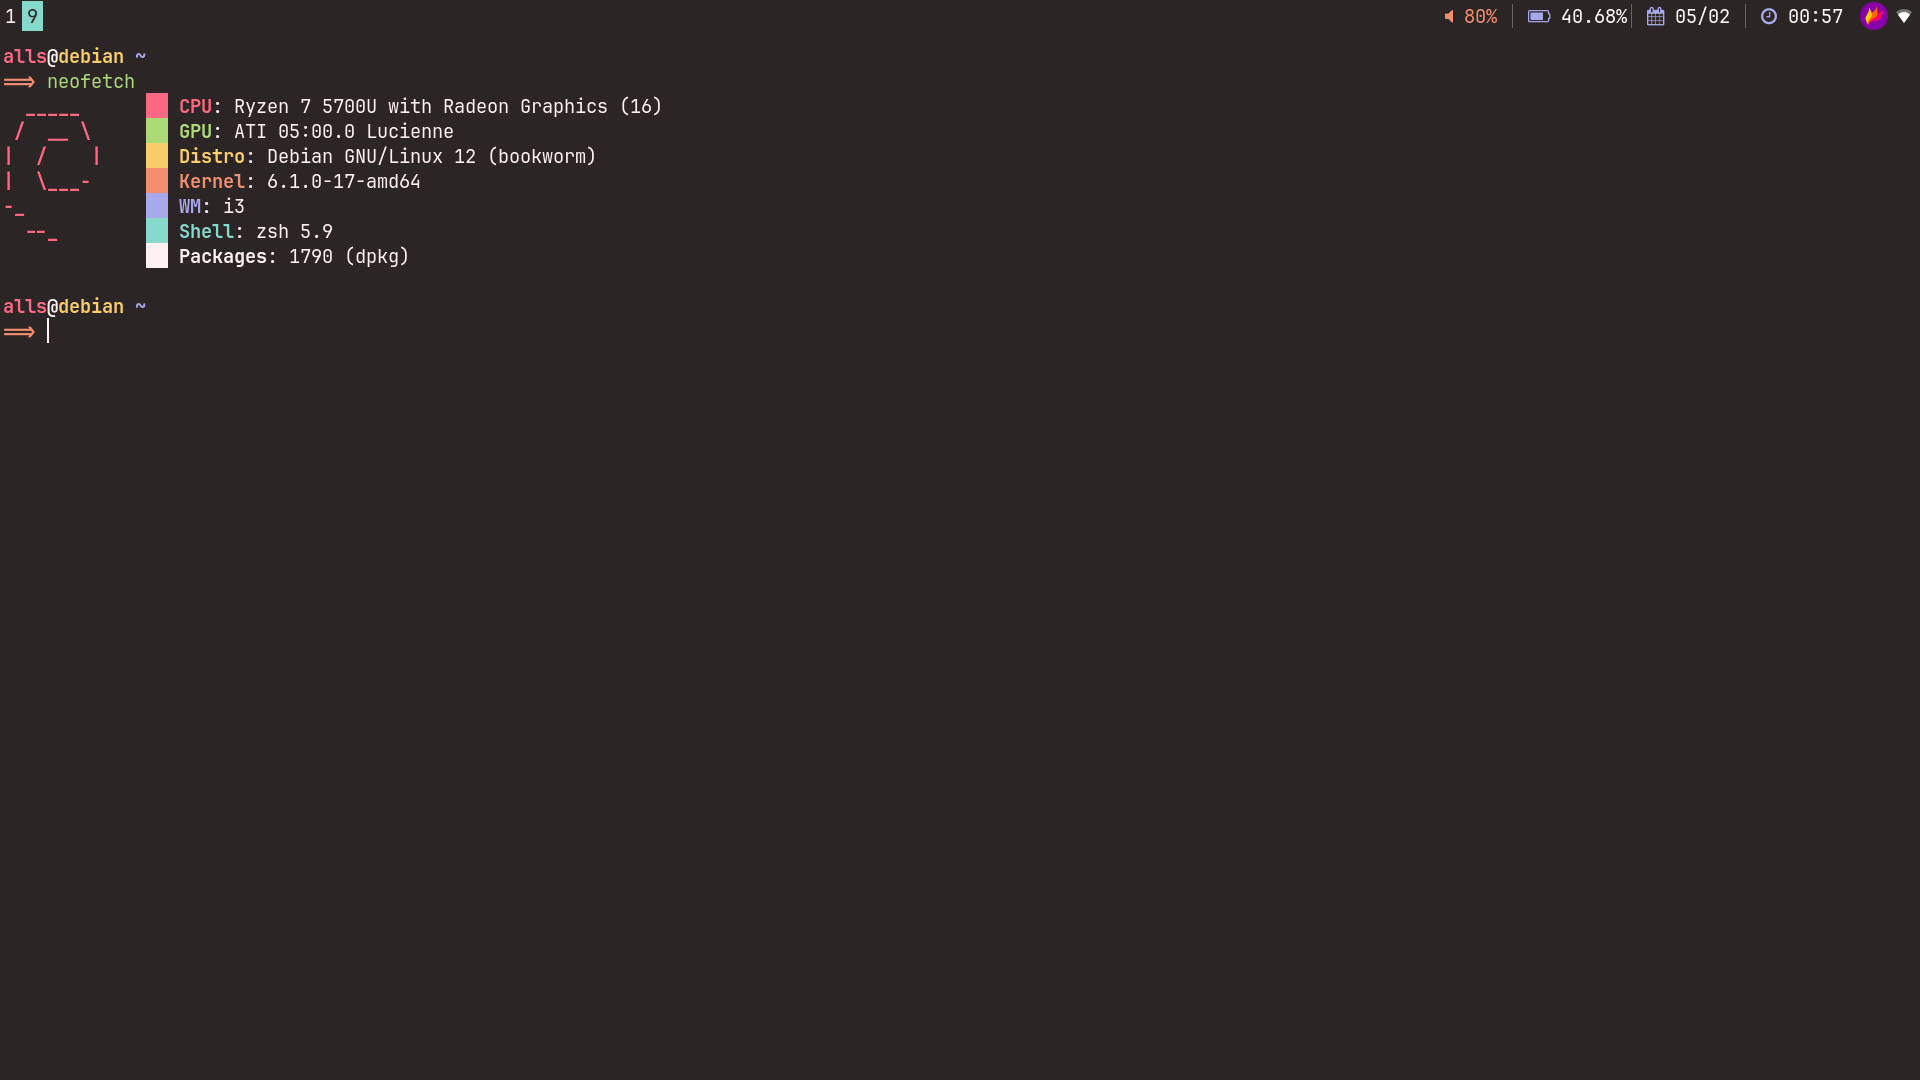 1 9 80% 40.68% 05/02 00:57
alls@debian ~
⟹ neofetch
CPU: Ryzen 7 5700U with Radeon Graphics (16)
GPU: ATI 05:00.0 Lucienne
Distro: Debian GNU/Linux 12 (bookworm)
Kernel: 6.1.0-17-amd64
WM: i3
Shell: zsh 5.9
Packages: 1790 (dpkg)
alls@debian ~
⟹